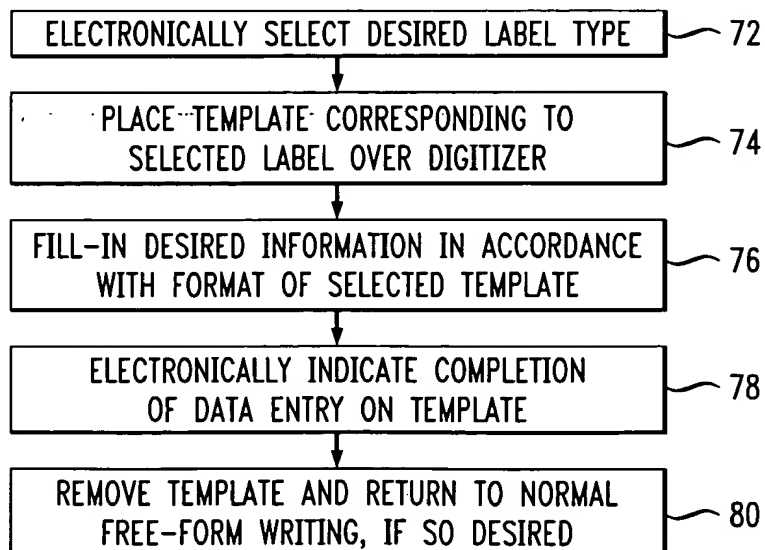 ELECTRONICALLY SELECT DESIRED LABEL TYPE 72
PLACE TEMPLATE CORRESPONDING TO
SELECTED LABEL OVER DIGITIZER
74
FILL-IN DESIRED INFORMATION IN ACCORDANCE
WITH FORMAT OF SELECTED TEMPLATE
76
ELECTRONICALLY INDICATE COMPLETION
OF DATA ENTRY ON TEMPLATE
78
REMOVE TEMPLATE AND RETURN TO NORMAL
FREE-FORM WRITING, IF SO DESIRED
80